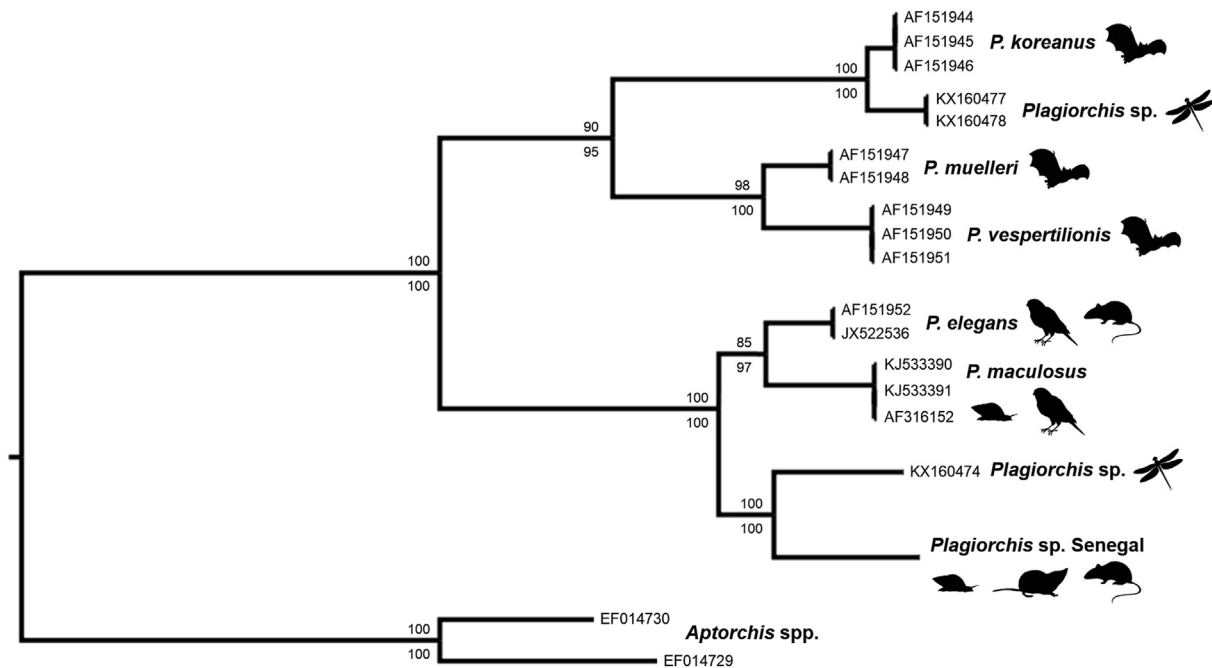 AF151944
AF151945
AF151946
P. koreanus
100
100
KX160477
KX160478
Plagiorchis sp.
90
95
AF151947
AF151948
P. muelleri
98
100
AF151949
AF151950
AF151951
P. vespertilionis
100
100
AF151952
JX522536
P. elegans
85
97
KJ533390
KJ533391
AF316152
P. maculosus
100
100
KX160474
Plagiorchis sp.
100
100
Plagiorchis sp. Senegal
100
100
EF014730
EF014729
Aptorchis spp.